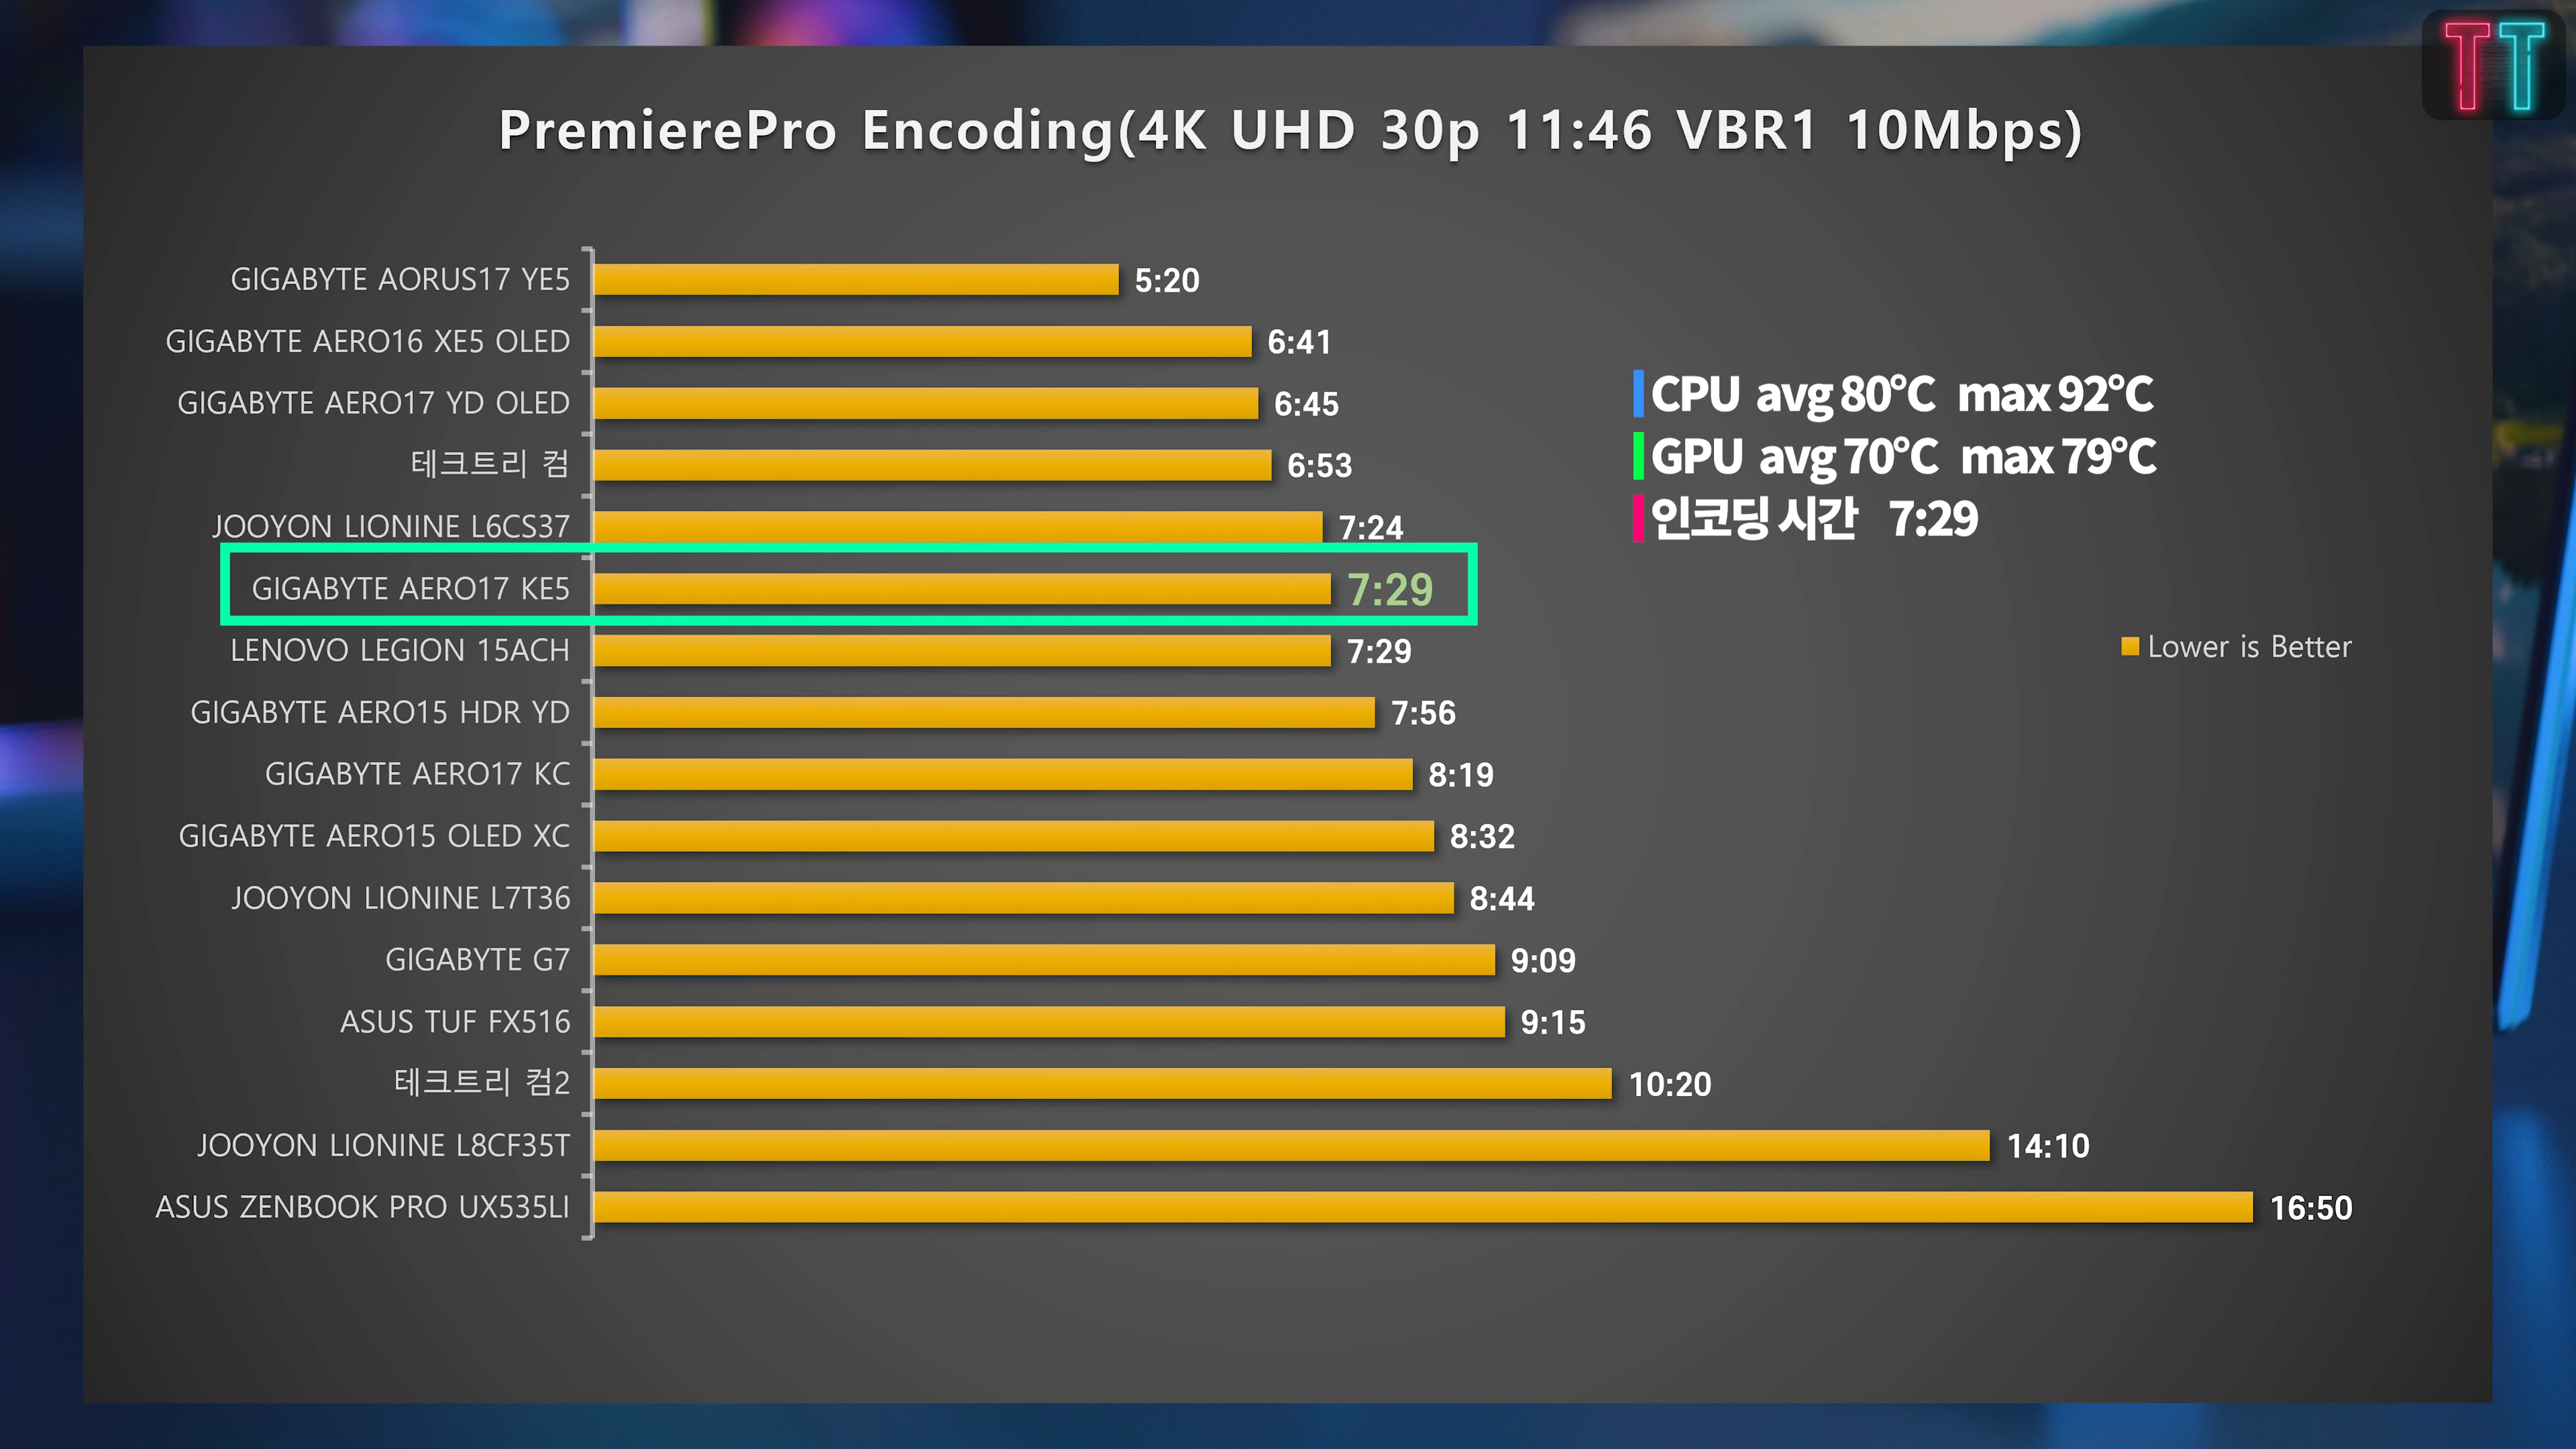 TT
PremierePro Encoding(4K UHD 30p 11:46 VBR1 10Mbps)
GIGABYTE AORUS17 YE5 5:20
GIGABYTE AERO16 XE5 OLED 6:41
GIGABYTE AERO17 YD OLED 6:45
테크트리 컴 6:53
JOOYON LIONINE L6CS37 7:24
GIGABYTE AERO17 KE5 7:29
LENOVO LEGION 15ACH 7:29
GIGABYTE AERO15 HDR YD 7:56
GIGABYTE AERO17 KC 8:19
GIGABYTE AERO15 OLED XC 8:32
JOOYON LIONINE L7T36 8:44
GIGABYTE G7 9:09
ASUS TUF FX516 9:15
테크트리 컴2 10:20
JOOYON LIONINE L8CF35T 14:10
ASUS ZENBOOK PRO UX535LI 16:50
CPU avg 80°C max 92°C
GPU avg 70°C max 79°C
인코딩 시간 7:29
Lower is Better